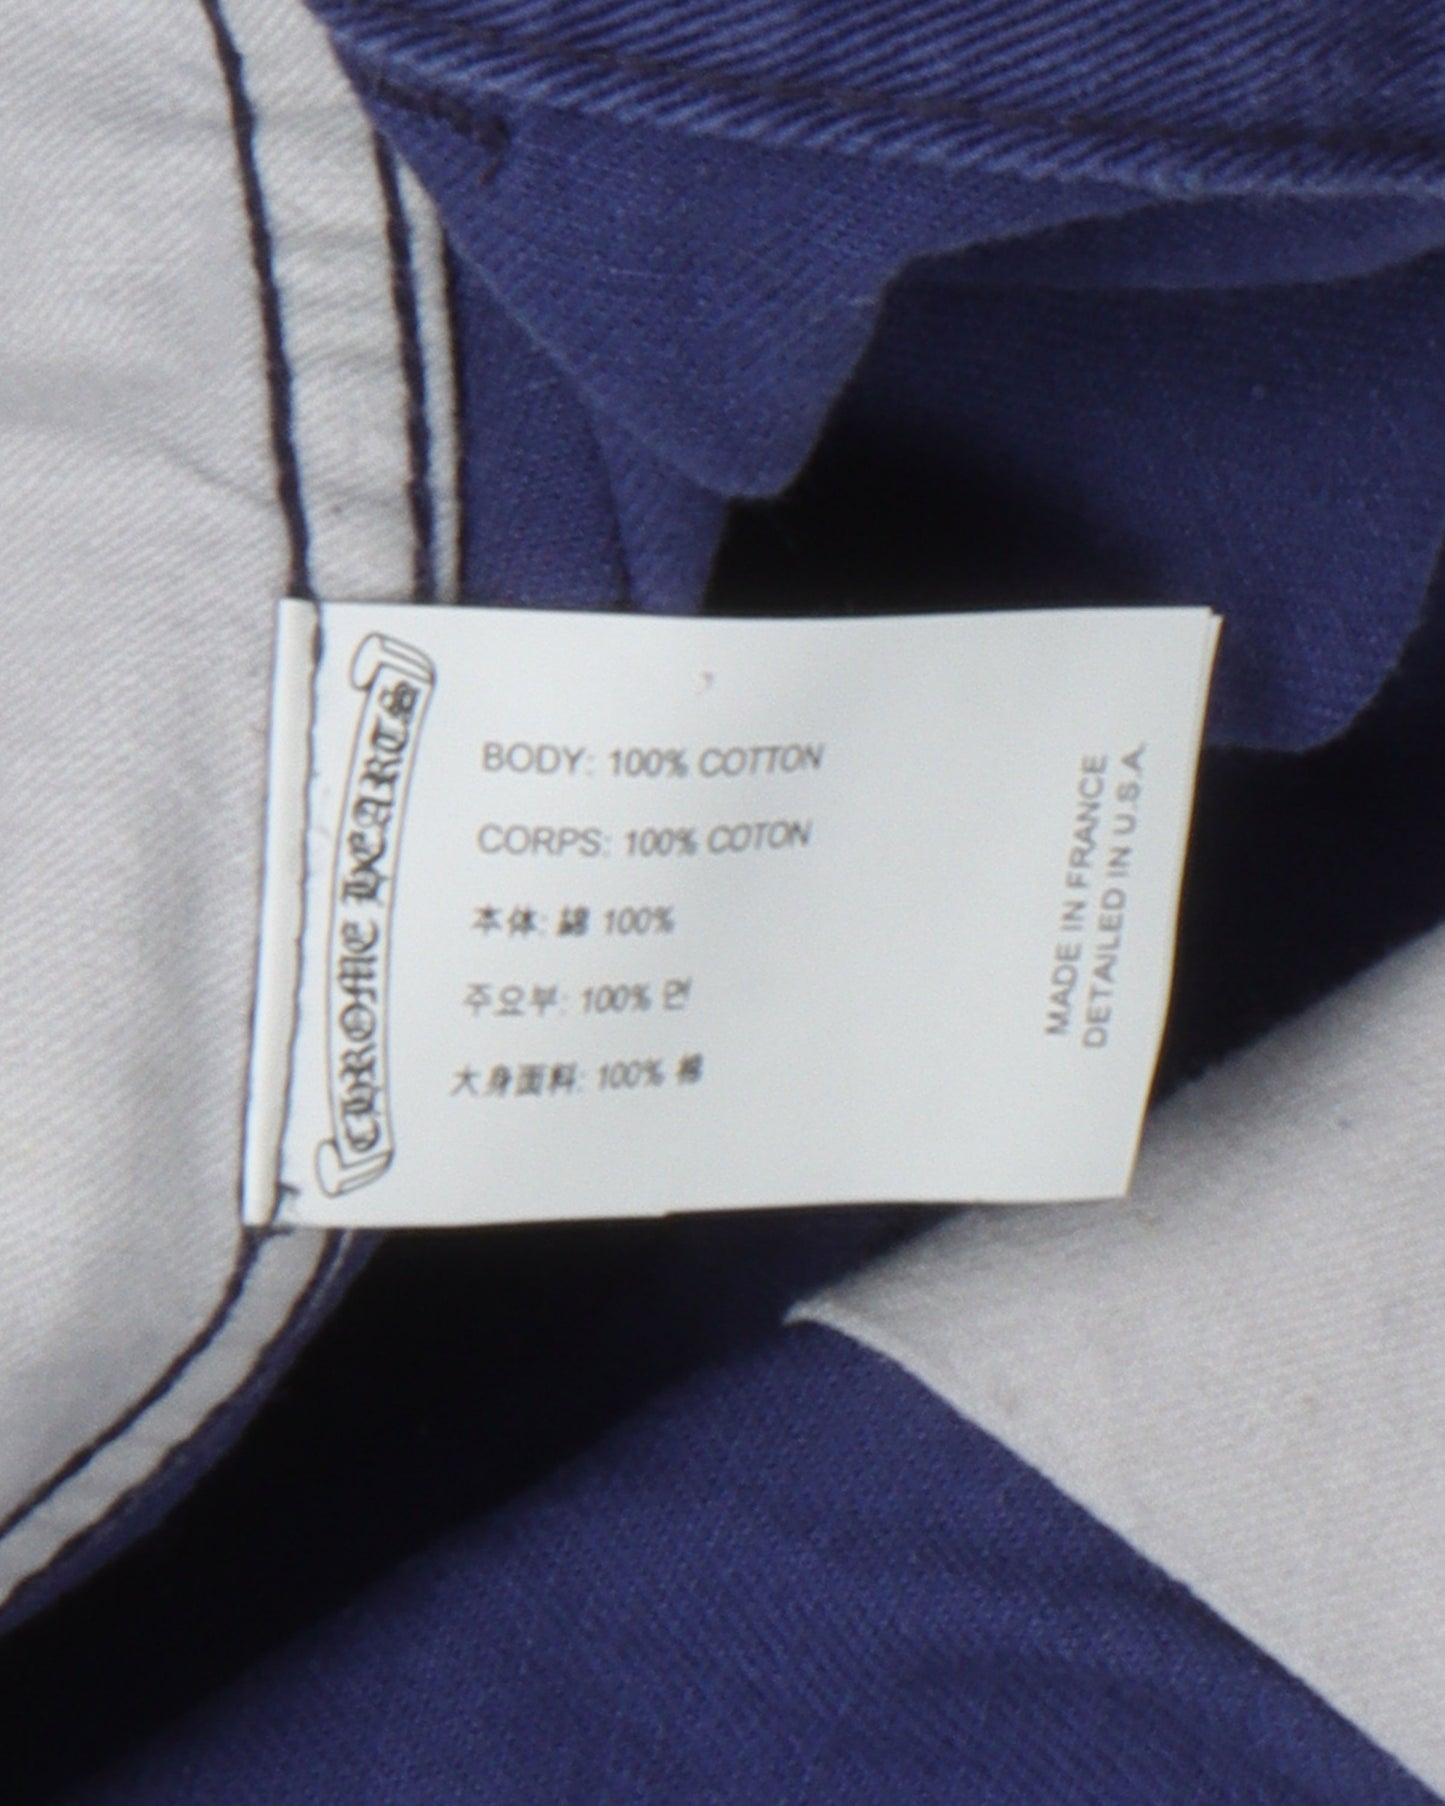 CHROME HEARTS
BODY: 100% COTTON
CORPS: 100% COTON
本体: 綿 100%
주요부: 100% 면
大身面料: 100% 棉
MADE IN FRANCE
DETAILED IN U.S.A.